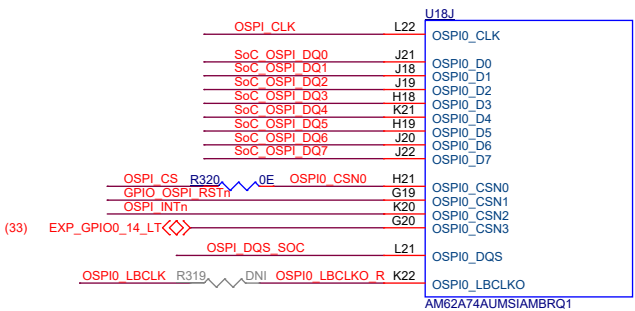 U18J
OSPI_CLK L22 OSPI0_CLK
SoC_OSPI_DQ0 J21 OSPI0_D0
SoC_OSPI_DQ1 J18 OSPI0_D1
SoC_OSPI_DQ2 J19 OSPI0_D2
SoC_OSPI_DQ3 H18 OSPI0_D3
SoC_OSPI_DQ4 K21 OSPI0_D4
SoC_OSPI_DQ5 H19 OSPI0_D5
SoC_OSPI_DQ6 J20 OSPI0_D6
SoC_OSPI_DQ7 J22 OSPI0_D7
OSPI_CS R320 0E OSPI0_CSN0 H21 OSPI0_CSN0
GPIO_OSPI_RSTn G19 OSPI0_CSN1
OSPI_INTn K20 OSPI0_CSN2
(33) EXP_GPIO0_14_LT G20 OSPI0_CSN3
OSPI_DQS_SOC L21 OSPI0_DQS
OSPI0_LBCLK R319 DNI OSPI0_LBCLKO_R K22 OSPI0_LBCLKO
AM62A74AUMSIAMBRQ1